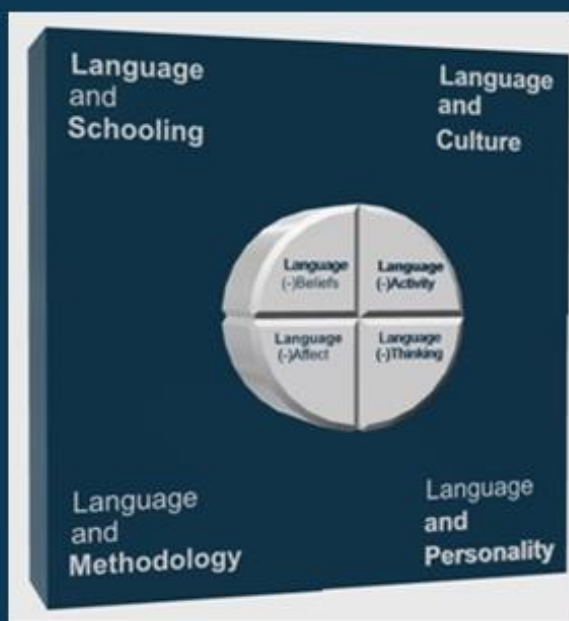 Language
and
Schooling
Language
and
Culture
Language
(-)Beliefs
Language
(-)Activity
Language
(-)Affect
Language
(-)Thinking
Language
and
Methodology
Language
and
Personality